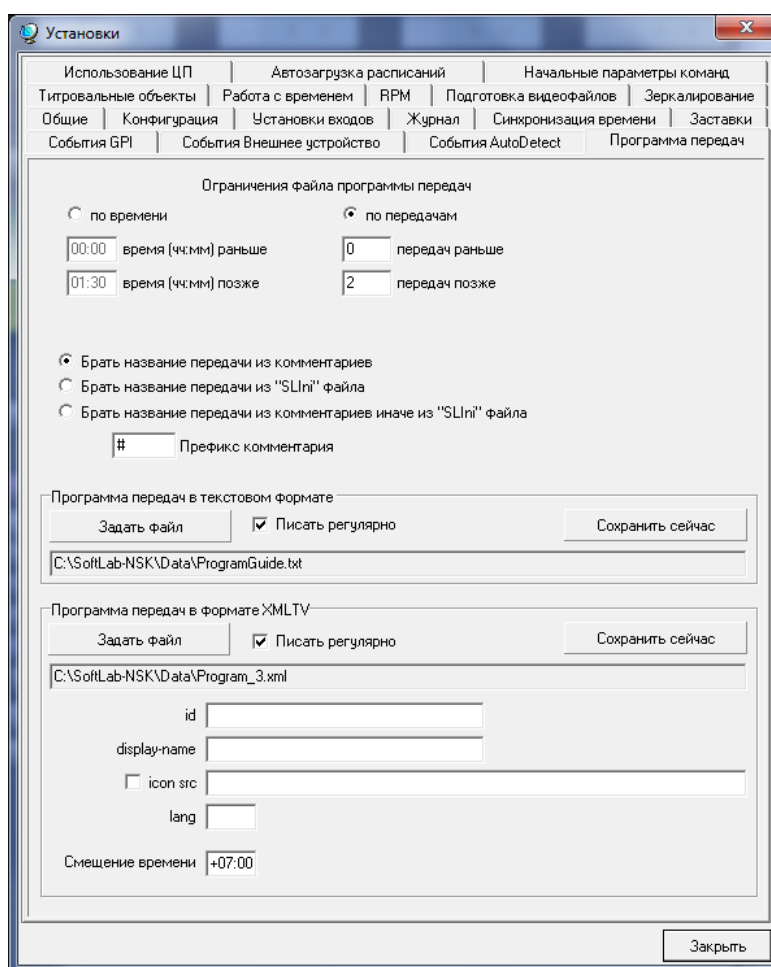 Установки
Использование ЦП Автозагрузка расписаний Начальные параметры команд
Титровальные объекты Работа с временем RPM Подготовка видеофайлов Зеркалирование
Общие Конфигурация Установки входов Журнал Синхронизация времени Заставки
События GPI События Внешнее устройство События AutoDetect Программа передач
Ограничения файла программы передач
по времени по передачам
00:00 время (чч:мм) раньше 0 передач раньше
01:30 время (чч:мм) позже 2 передач позже
Брать название передачи из комментариев
Брать название передачи из "SLIni" файла
Брать название передачи из комментариев иначе из "SLIni" файла
# Префикс комментария
Программа передач в текстовом формате
Задать файл Писать регулярно Сохранить сейчас
C:\SoftLab-NSK\Data\ProgramGuide.txt
Программа передач в формате XMLTV
Задать файл Писать регулярно Сохранить сейчас
C:\SoftLab-NSK\Data\Program_3.xml
id
display-name
icon src
lang
Смещение времени +07:00
Закрыть